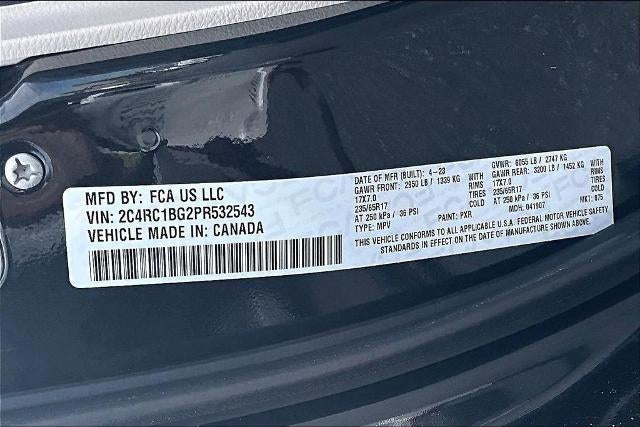 MFD BY: FCA US LLC
VIN: 2C4RC1BG2PR532543
VEHICLE MADE IN: CANADA
DATE OF MFR (BUILT): 4-23 GVWR: 6055 LB / 2747 KG
GAWR FRONT: 2950 LB / 1339 KG GAWR REAR: 3200 LB / 1452 KG
17X7.0 RIMS 17X7.0 RIMS
235/65R17 TIRES 235/65R17 TIRES
AT 250 kPa / 36 PSI COLD AT 250 kPa / 36 PSI COLD
TYPE: MPV PAINT: PXR MDH: 041907 MKT: 875
THIS VEHICLE CONFORMS TO ALL APPLICABLE U.S.A. FEDERAL MOTOR VEHICLE SAFETY
STANDARDS IN EFFECT ON THE DATE OF MANUFACTURE SHOWN ABOVE.